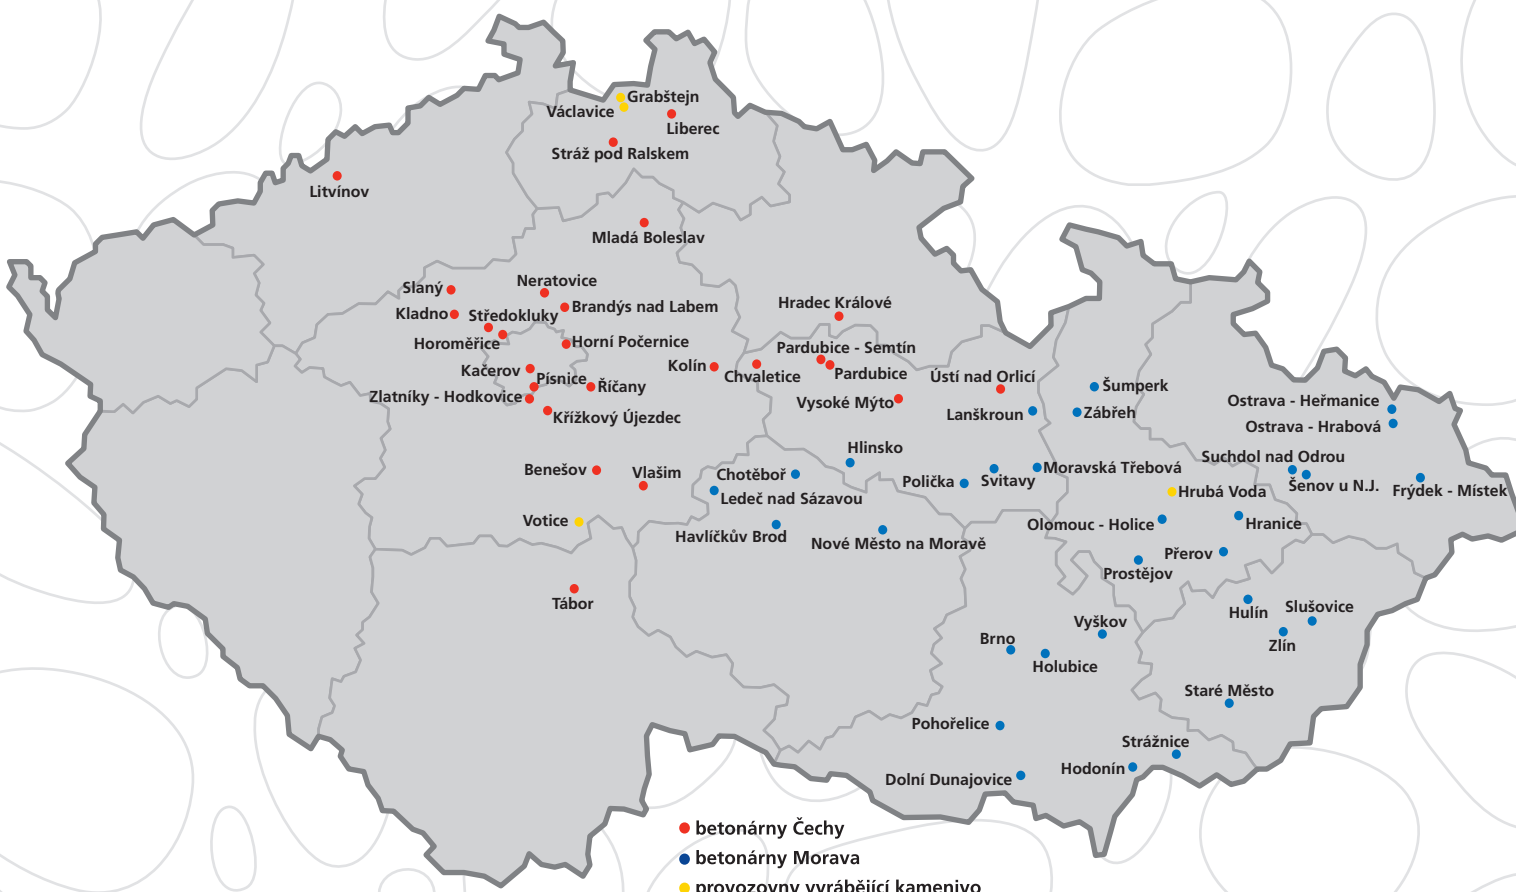 Grabštejn
Václavice
Liberec
Stráž pod Ralskem
Litvínov
Mladá Boleslav
Neratovice
Slaný
Brandýs nad Labem
Hradec Králové
Kladno
Středokluky
Horoměřice
Horní Počernice
Pardubice - Semtín
Kolín
Kačerov
Chvaletice
Pardubice
Ústí nad Orlicí
Písnice
Říčany
Šumperk
Zlatníky - Hodkovice
Vysoké Mýto
Ostrava - Heřmanice
Lanškroun
Zábřeh
Křížkový Újezdec
Ostrava - Hrabová
Hlinsko
Suchdol nad Odrou
Benešov
Vlašim
Chotěboř
Moravská Třebová
Polička
Svitavy
Šenov u N.J.
Frýdek - Místek
Hrubá Voda
Ledeč nad Sázavou
Votice
Olomouc - Holice
Hranice
Havlíčkův Brod
Nové Město na Moravě
Přerov
Prostějov
Tábor
Hulín
Slušovice
Vyškov
Brno
Zlín
Holubice
Staré Město
Pohořelice
Strážnice
Hodonín
Dolní Dunajovice
betonárny Čechy
betonárny Morava
provozovny vyrábějící kamenivo